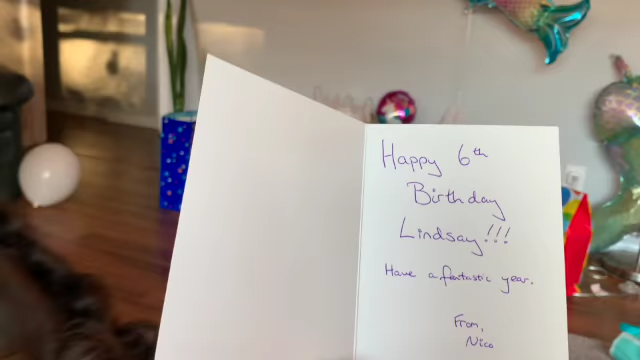 Happy 6th
Birthday
Lindsay!!!
Have a fantastic year.
From,
Nico